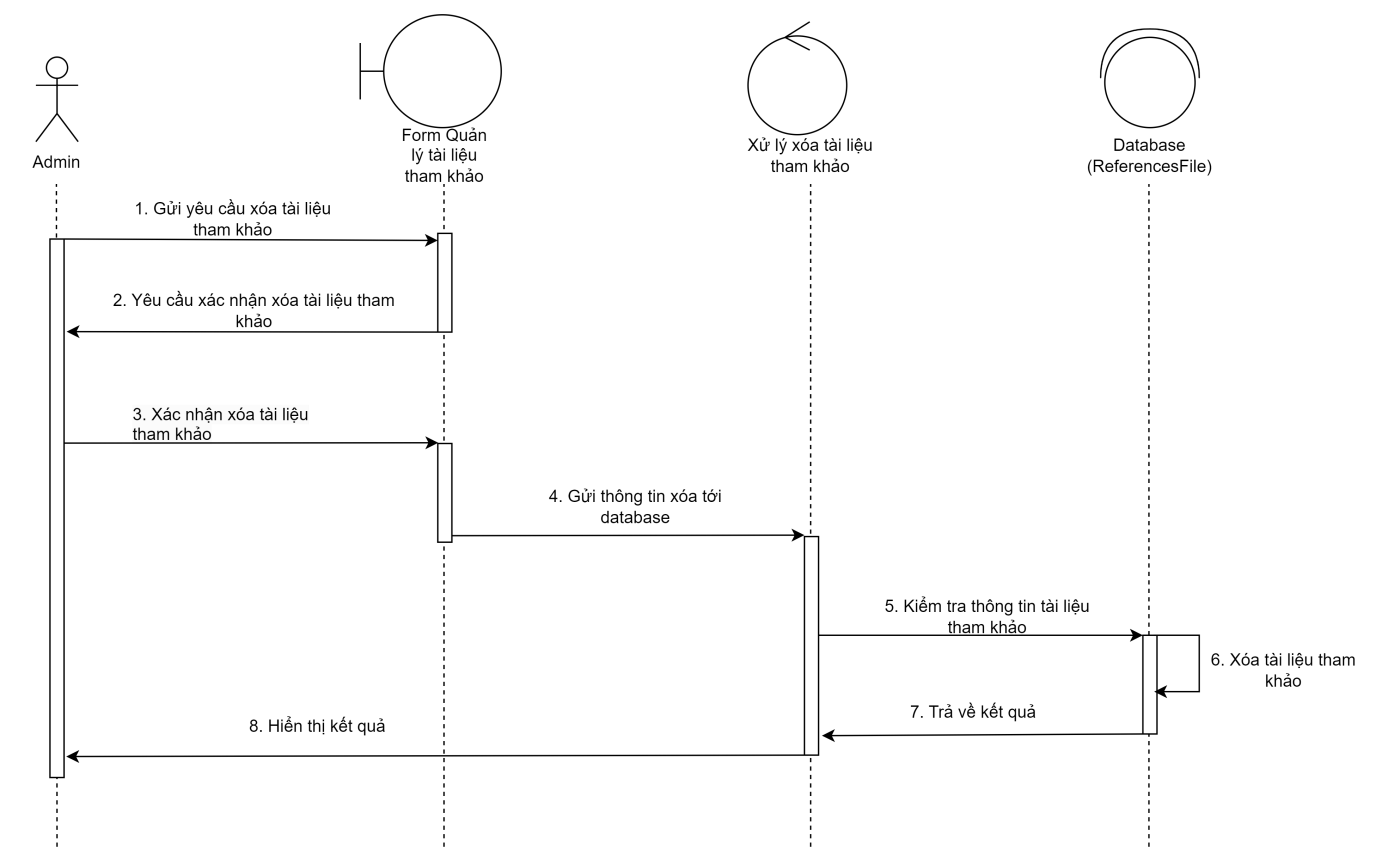 Admin
Form Quản
lý tài liệu
tham khảo
Xử lý xóa tài liệu
tham khảo
Database
(ReferencesFile)
1. Gửi yêu cầu xóa tài liệu
tham khảo
2. Yêu cầu xác nhận xóa tài liệu tham
khảo
3. Xác nhận xóa tài liệu
tham khảo
4. Gửi thông tin xóa tới
database
5. Kiểm tra thông tin tài liệu
tham khảo
6. Xóa tài liệu tham
khảo
7. Trả về kết quả
8. Hiển thị kết quả